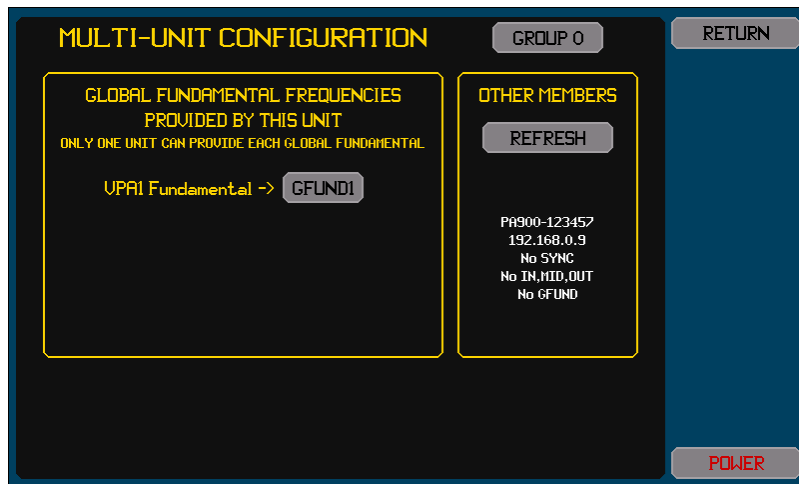 MULTI-UNIT CONFIGURATION
GROUP 0
RETURN
GLOBAL FUNDAMENTAL FREQUENCIES
PROVIDED BY THIS UNIT
ONLY ONE UNIT CAN PROVIDE EACH GLOBAL FUNDAMENTAL
VPA1 Fundamental -> GFUND1
OTHER MEMBERS
REFRESH
PA900-123457
192.168.0.9
No SYNC
No IN,MID,OUT
No GFUND
POWER